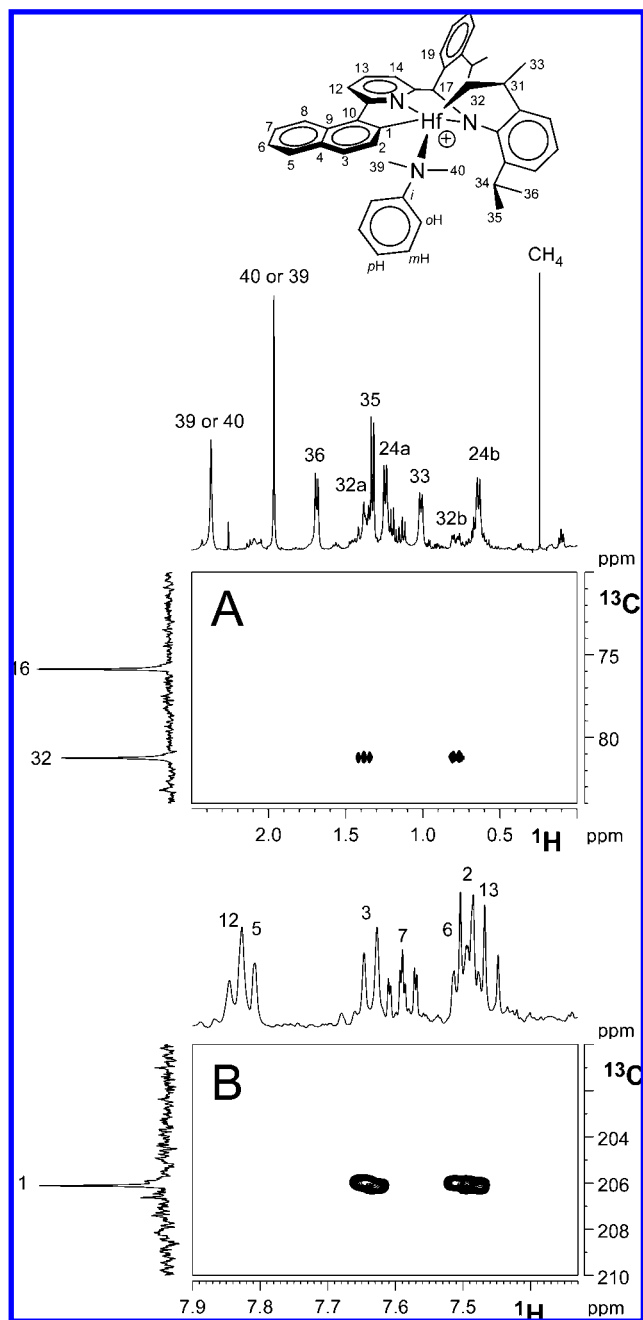 19 33
13 14 17 31
12 N 32
8 10 Hf N
7 9 1 ⊕
6 4 2
5 3 39 N 40 34 36
i 35
oH
pH mH
CH4
40 or 39
39 or 40 35
36 24a 24b
32a 33
32b
ppm
A 13C
16 75
32 80
2.0 1.5 1.0 0.5 1H ppm
2
12 5 3 7 6 13
ppm
B 13C
204
1 206
208
210
7.9 7.8 7.7 7.6 7.5 1H ppm